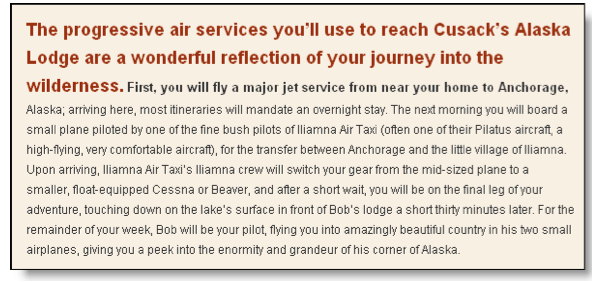 The progressive air services you'll use to reach Cusack's Alaska
Lodge are a wonderful reflection of your journey into the
wilderness. First, you will fly a major jet service from near your home to Anchorage,
Alaska; arriving here, most itineraries will mandate an overnight stay. The next morning you will board a
small plane piloted by one of the fine bush pilots of Iliamna Air Taxi (often one of their Pilatus aircraft, a
high-flying, very comfortable aircraft), for the transfer between Anchorage and the little village of Iliamna.
Upon arriving, Iliamna Air Taxi's Iliamna crew will switch your gear from the mid-sized plane to a
smaller, float-equipped Cessna or Beaver, and after a short wait, you will be on the final leg of your
adventure, touching down on the lake's surface in front of Bob's lodge a short thirty minutes later. For the
remainder of your week, Bob will be your pilot, flying you into amazingly beautiful country in his two small
airplanes, giving you a peek into the enormity and grandeur of his corner of Alaska.